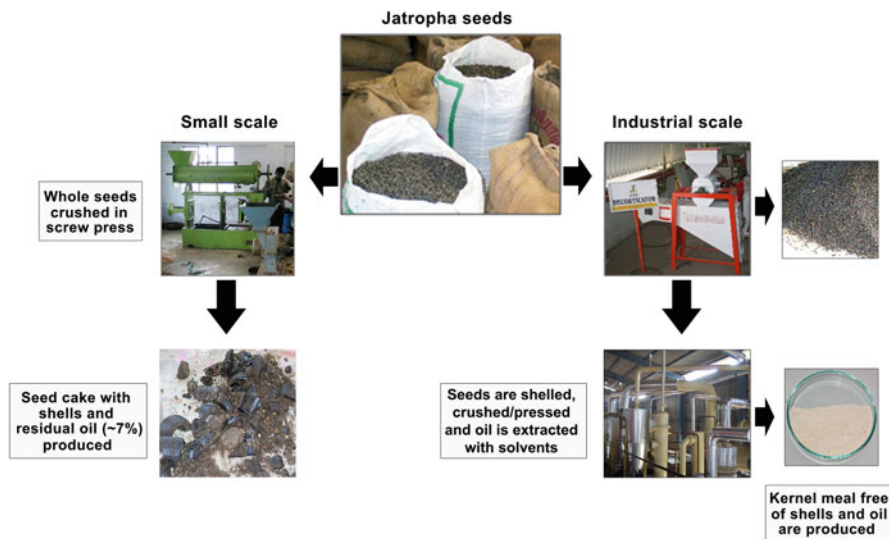 Jatropha seeds
Small scale
Industrial scale
Whole seeds
crushed in
screw press
DECORTICATOR
Seed cake with
shells and
residual oil (~7%)
produced
Seeds are shelled,
crushed/pressed
and oil is extracted
with solvents
Kernel meal free
of shells and oil
are produced